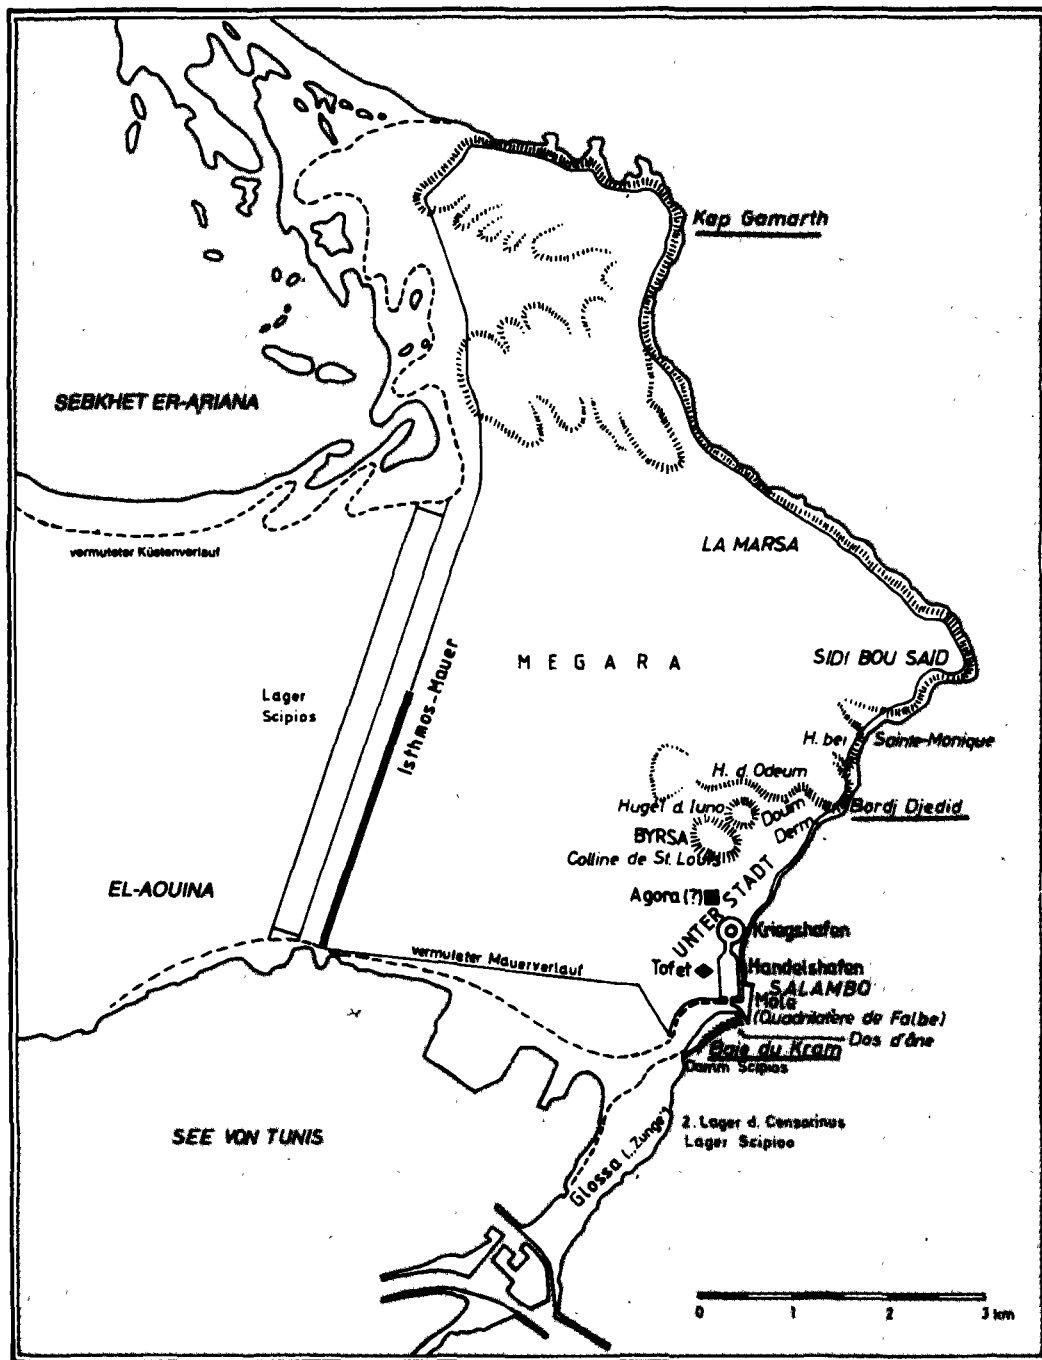 Kap Gamarth
SEBKHET ER-ARIANA
vermuteter Küstenverlauf
LA MARSA
MEGARA
SIDI BOU SAID
Lager
Scipios
Isthmos-Mauer
H. bei Sainte-Monique
H. d. Odeum
Hügel d. Iuno
Douïm
Derm
Bordj Djedid
BYRSA
Colline de St. Louis
EL-AOUINA
Agora (?)
UNTERSTADT
Kriegshafen
vermuteter Mauerverlauf
Tofet
Handelshafen
SALAMBO
Mole
(Quadrilatère de Falbe)
Dos d'âne
Baie du Kram
Damm Scipios
2. Lager d. Censorinus
Lager Scipios
SEE VON TUNIS
Glossa („Zunge“)
0 1 2 3 km